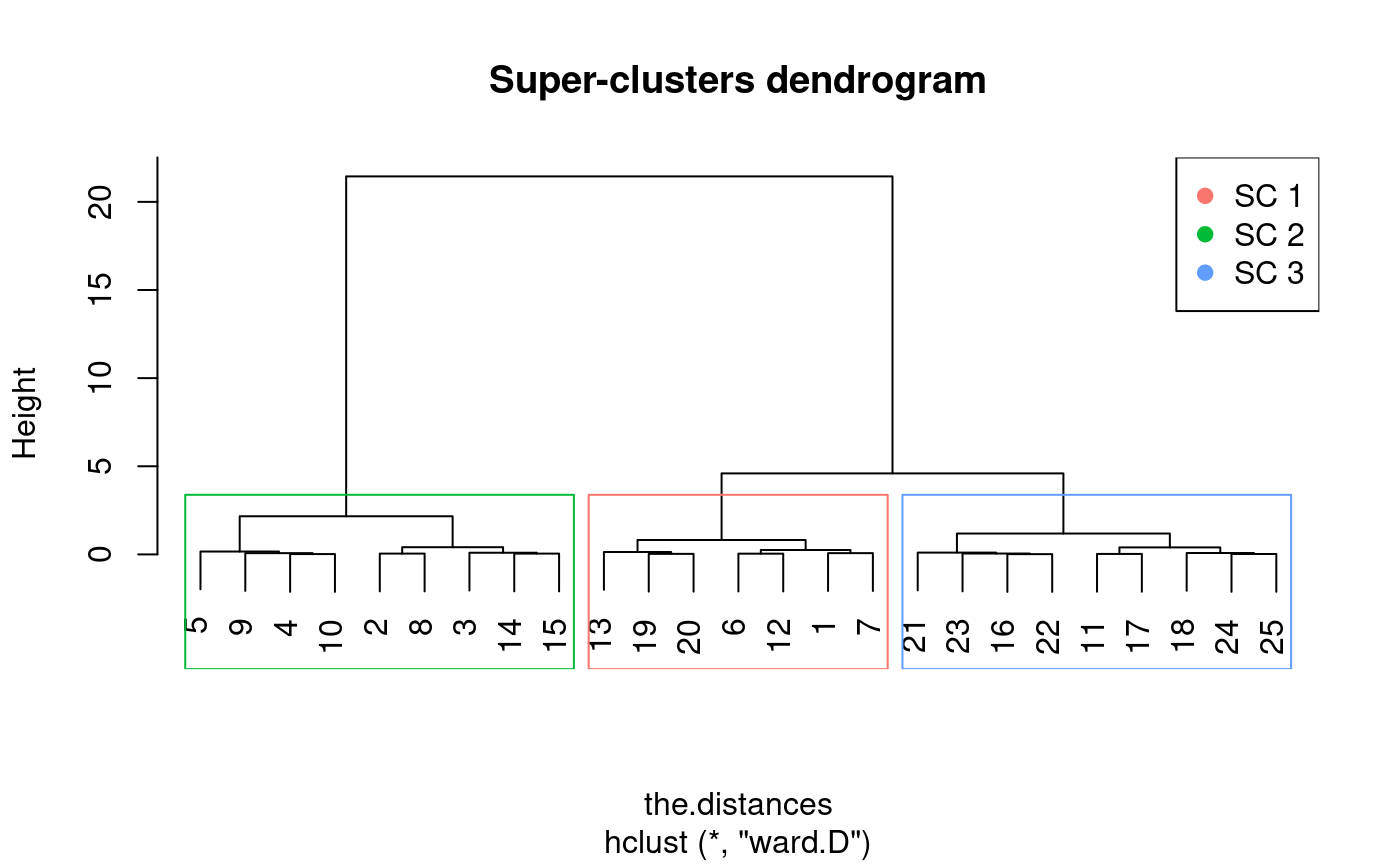 Super-clusters dendrogram
SC 1
SC 2
SC 3
Height
20
15
10
5
0
5 9 4 10 2 8 3 14 15 13 19 20 6 12 1 7 21 23 16 22 11 17 18 24 25
the.distances
hclust (*, "ward.D")